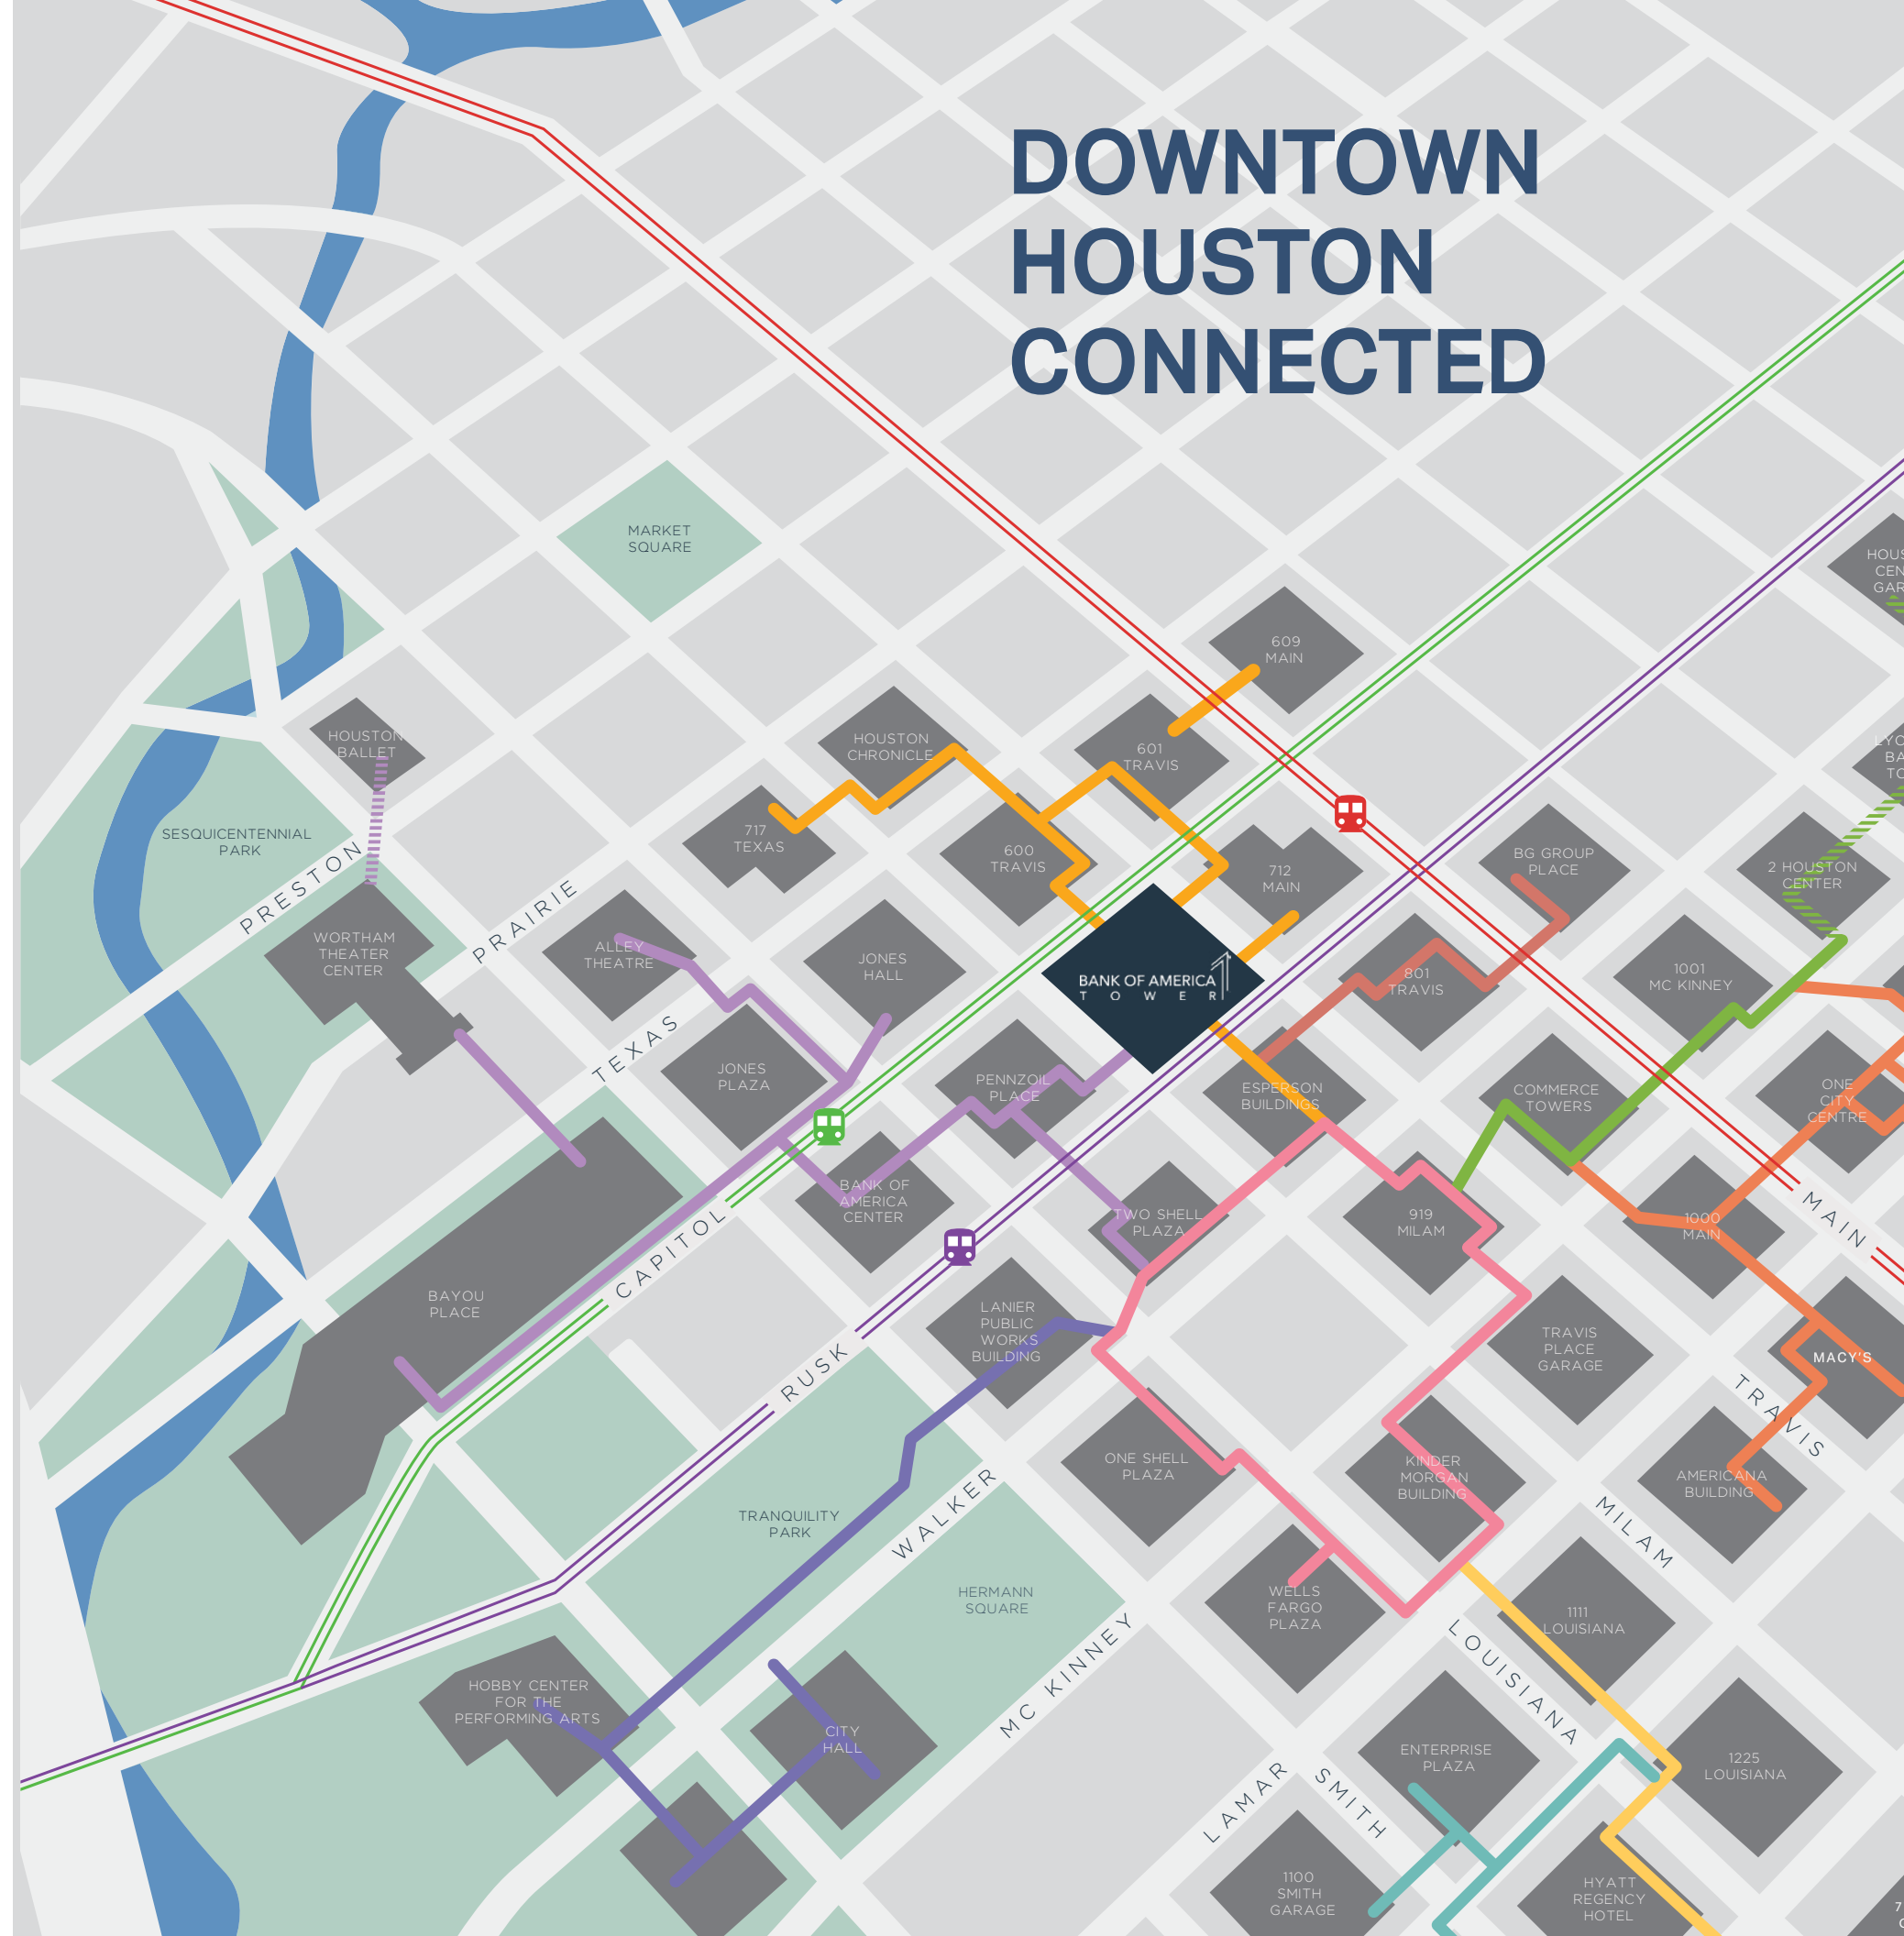 DOWNTOWN
HOUSTON
CONNECTED
MARKET
SQUARE
609
MAIN
HOUSTON
BALLET
HOUSTON
CHRONICLE
601
TRAVIS
SESQUICENTENNIAL
PARK
717
TEXAS
600
TRAVIS
712
MAIN
BG GROUP
PLACE
2 HOUSTON
CENTER
PRESTON
PRAIRIE
WORTHAM
THEATER
CENTER
ALLEY
THEATRE
JONES
HALL
BANK OF AMERICA
TOWER
801
TRAVIS
1001
MC KINNEY
TEXAS
JONES
PLAZA
PENNZOIL
PLACE
ESPERSON
BUILDINGS
COMMERCE
TOWERS
ONE
CITY
CENTRE
BANK OF
AMERICA
CENTER
TWO SHELL
PLAZA
919
MILAM
1000
MAIN
MAIN
CAPITOL
BAYOU
PLACE
LANIER
PUBLIC
WORKS
BUILDING
TRAVIS
PLACE
GARAGE
MACY'S
RUSK
TRAVIS
ONE SHELL
PLAZA
KINDER
MORGAN
BUILDING
AMERICANA
BUILDING
TRANQUILITY
PARK
WALKER
MILAM
HERMANN
SQUARE
WELLS
FARGO
PLAZA
1111
LOUISIANA
MC KINNEY
LOUISIANA
HOBBY CENTER
FOR THE
PERFORMING ARTS
CITY
HALL
ENTERPRISE
PLAZA
1225
LOUISIANA
LAMAR
SMITH
1100
SMITH
GARAGE
HYATT
REGENCY
HOTEL